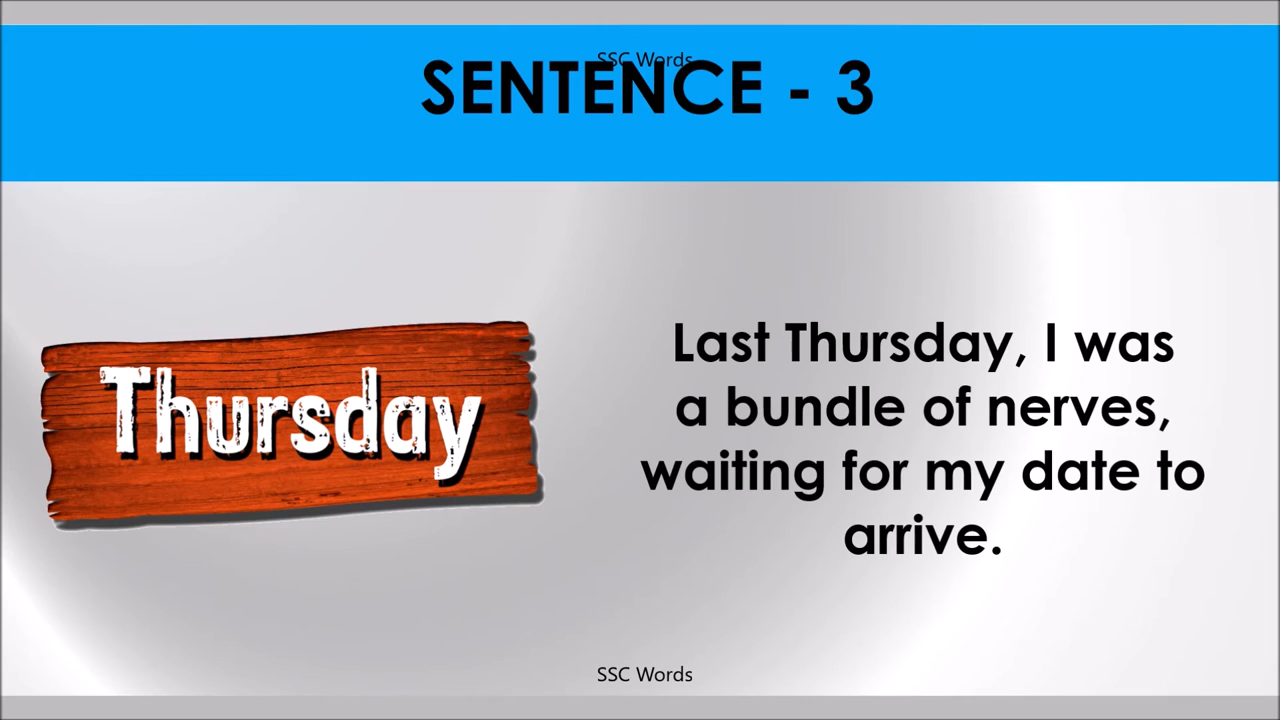 SSC Words
SENTENCE - 3
Thursday
Last Thursday, I was
a bundle of nerves,
waiting for my date to
arrive.
SSC Words